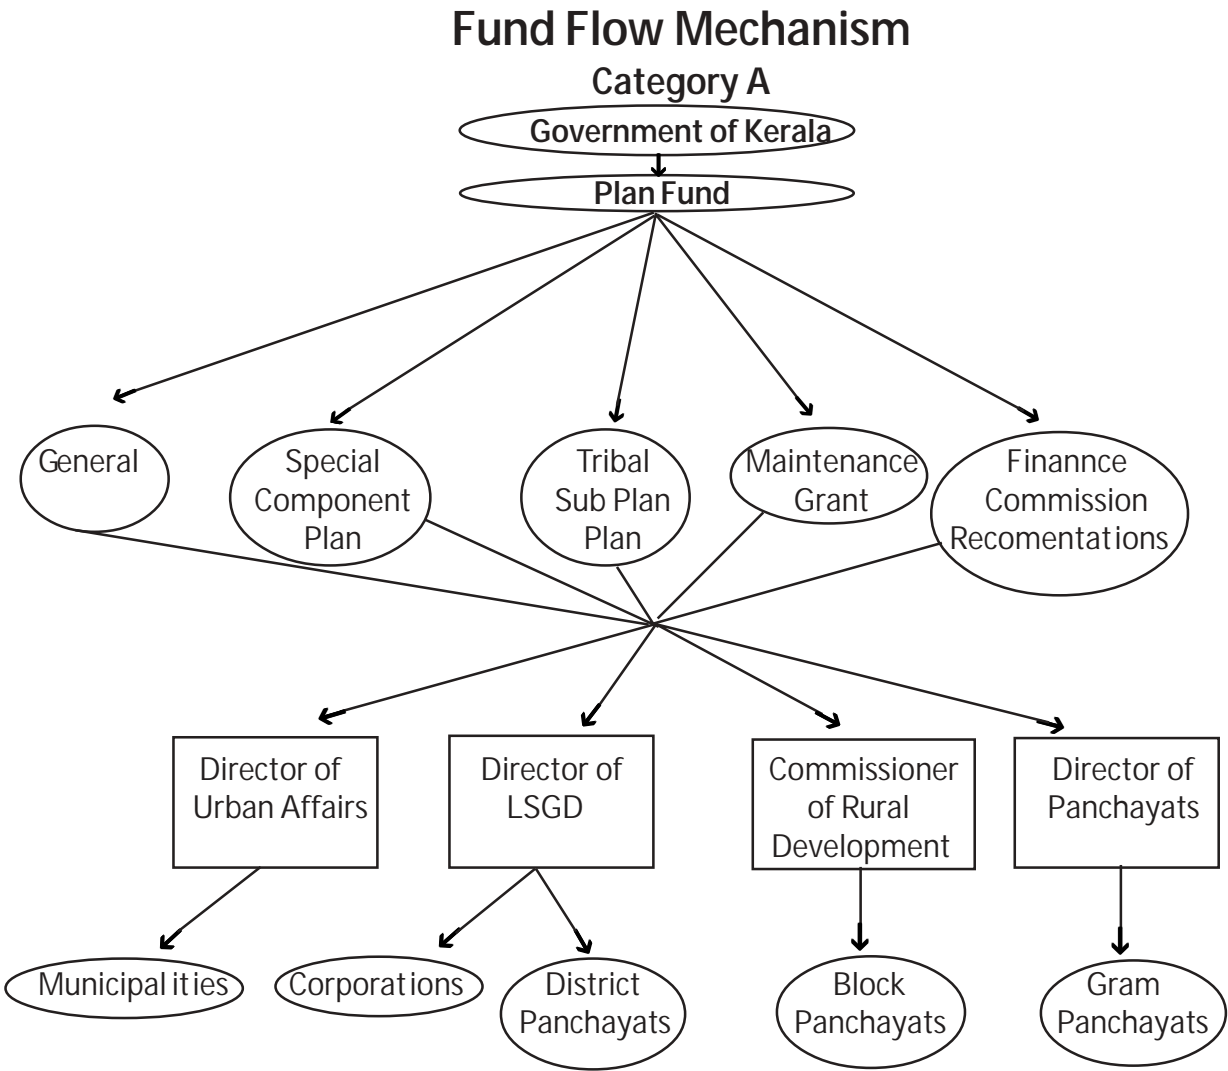 Fund Flow Mechanism
Category A
Government of Kerala
Plan Fund
General
Special
Component
Plan
Tribal
Sub Plan
Plan
Maintenance
Grant
Finannce
Commission
Recomentations
Director of
Urban Affairs
Director of
LSGD
Commissioner
of Rural
Development
Director of
Panchayats
Municipalities
Corporations
District
Panchayats
Block
Panchayats
Gram
Panchayats